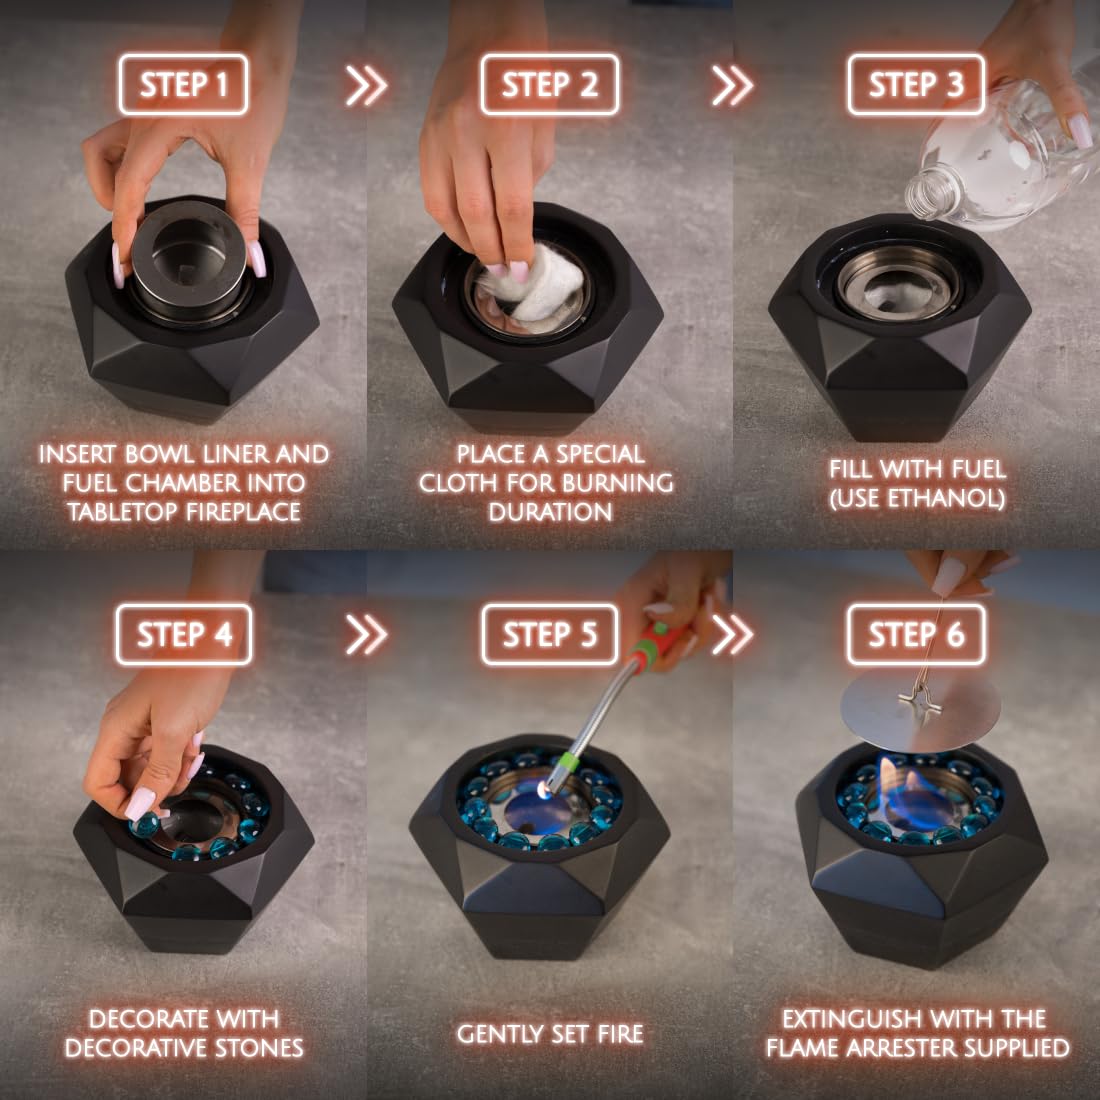 STEP 1
STEP 2
STEP 3
INSERT BOWL LINER AND
FUEL CHAMBER INTO
TABLETOP FIREPLACE
PLACE A SPECIAL
CLOTH FOR BURNING
DURATION
FILL WITH FUEL
(USE ETHANOL)
STEP 4
STEP 5
STEP 6
DECORATE WITH
DECORATIVE STONES
GENTLY SET FIRE
EXTINGUISH WITH THE
FLAME ARRESTER SUPPLIED